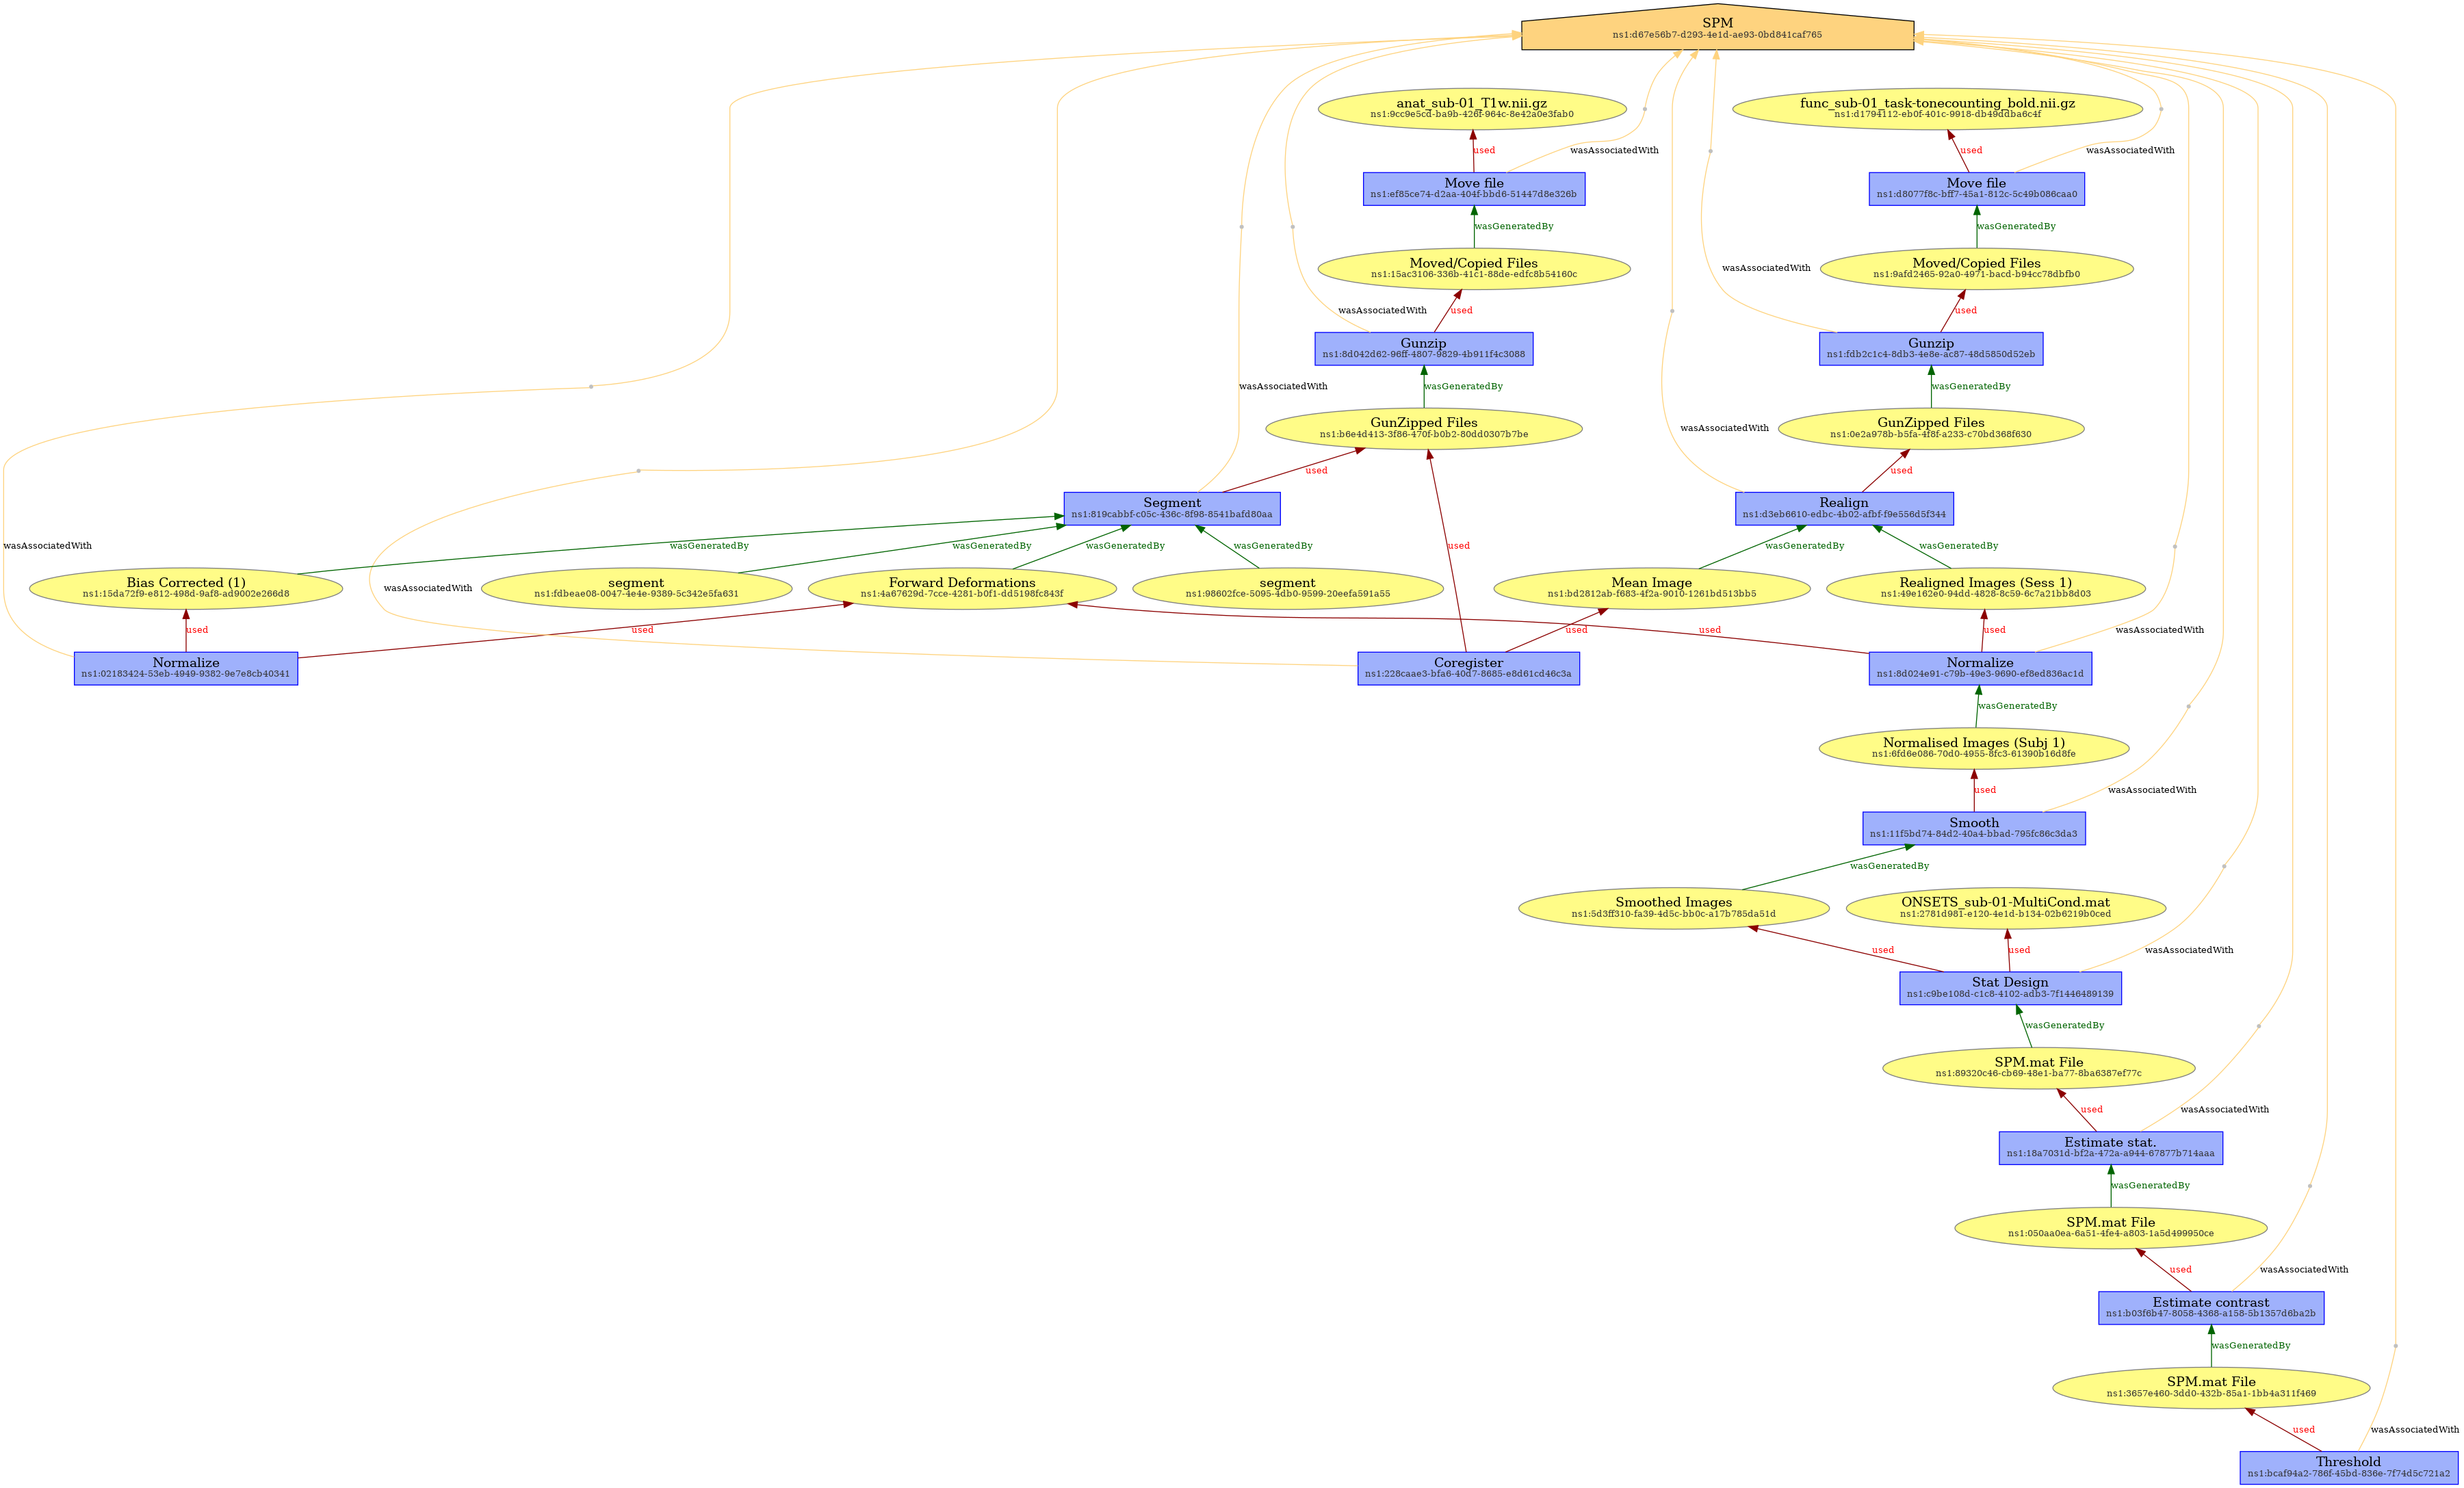 SPM
ns1:d67e56b7-d293-4e1d-ae93-0bd841caf765
anat_sub-01_T1w.nii.gz
ns1:9cc9e5cd-ba9b-426f-964c-8e42a0e3fab0
func_sub-01_task-tonecounting_bold.nii.gz
ns1:d1794112-eb0f-401c-9918-db49ddba6c4f
used
wasAssociatedWith
used
wasAssociatedWith
Move file
ns1:ef85ce74-d2aa-404f-bbd6-51447d8e326b
Move file
ns1:d8077f8c-bff7-45a1-812c-5c49b086caa0
wasGeneratedBy
wasGeneratedBy
Moved/Copied Files
ns1:15ac3106-336b-41c1-88de-edfc8b54160c
Moved/Copied Files
ns1:9afd2465-92a0-4971-bacd-b94cc78dbfb0
wasAssociatedWith
used
wasAssociatedWith
used
Gunzip
ns1:8d042d62-96ff-4807-9829-4b911f4c3088
Gunzip
ns1:fdb2c1c4-8db3-4e8e-ac87-48d5850d52eb
wasAssociatedWith
wasGeneratedBy
wasGeneratedBy
GunZipped Files
ns1:b6e4d413-3f86-470f-b0b2-80dd0307b7be
GunZipped Files
ns1:0e2a978b-b5fa-4f8f-a233-c70bd368f630
wasAssociatedWith
used
used
Segment
ns1:819cabbf-c05c-436c-8f98-8541bafd80aa
Realign
ns1:d3eb6610-edbc-4b02-afbf-f9e556d5f344
wasAssociatedWith
wasGeneratedBy
wasGeneratedBy
wasGeneratedBy
wasGeneratedBy
used
wasGeneratedBy
wasGeneratedBy
Bias Corrected (1)
ns1:15da72f9-e812-498d-9af8-ad9002e266d8
segment
ns1:fdbeae08-0047-4e4e-9389-5c342e5fa631
Forward Deformations
ns1:4a67629d-7cce-4281-b0f1-dd5198fc843f
segment
ns1:98602fce-5095-4db0-9599-20eefa591a55
Mean Image
ns1:bd2812ab-f683-4f2a-9010-1261bd513bb5
Realigned Images (Sess 1)
ns1:49e162e0-94dd-4828-8c59-6c7a21bb8d03
wasAssociatedWith
used
used
used
used
used
wasAssociatedWith
Normalize
ns1:02183424-53eb-4949-9382-9e7e8cb40341
Coregister
ns1:228caae3-bfa6-40d7-8685-e8d61cd46c3a
Normalize
ns1:8d024e91-c79b-49e3-9690-ef8ed836ac1d
wasGeneratedBy
Normalised Images (Subj 1)
ns1:6fd6e086-70d0-4955-8fc3-61390b16d8fe
used
wasAssociatedWith
Smooth
ns1:11f5bd74-84d2-40a4-bbad-795fc86c3da3
wasGeneratedBy
Smoothed Images
ns1:5d3ff310-fa39-4d5c-bb0c-a17b785da51d
ONSETS_sub-01-MultiCond.mat
ns1:2781d981-e120-4e1d-b134-02b6219b0ced
used
used
wasAssociatedWith
Stat Design
ns1:c9be108d-c1c8-4102-adb3-7f1446489139
wasGeneratedBy
SPM.mat File
ns1:89320c46-cb69-48e1-ba77-8ba6387ef77c
used
wasAssociatedWith
Estimate stat.
ns1:18a7031d-bf2a-472a-a944-67877b714aaa
wasGeneratedBy
SPM.mat File
ns1:050aa0ea-6a51-4fe4-a803-1a5d499950ce
used
wasAssociatedWith
Estimate contrast
ns1:b03f6b47-8058-4368-a158-5b1357d6ba2b
wasGeneratedBy
SPM.mat File
ns1:3657e460-3dd0-432b-85a1-1bb4a311f469
used
wasAssociatedWith
Threshold
ns1:bcaf94a2-786f-45bd-836e-7f74d5c721a2